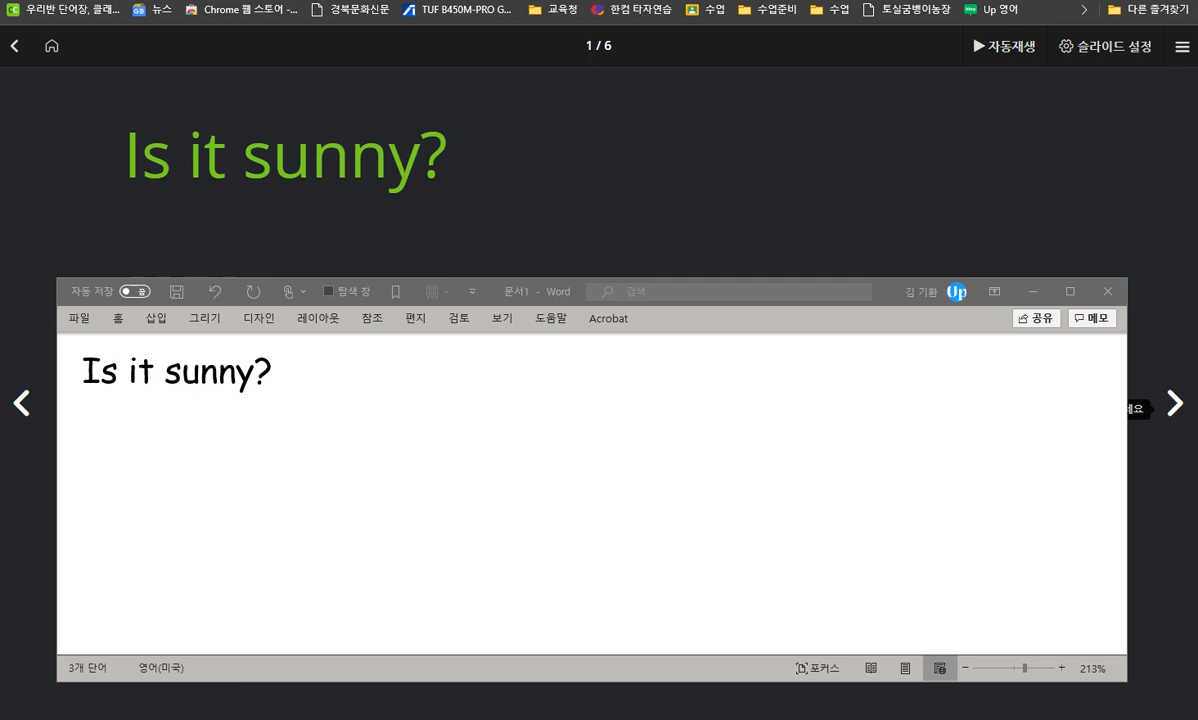 우리반 단어장, 클래... 뉴스 Chrome 웹 스토어 -... 경북문화신문 TUF B450M-PRO G... 교육청 한컴 타자연습 수업 수업준비 수업 토실굼벵이농장 Up 영어 다른 즐겨찾기
1 / 6 자동재생 슬라이드 설정
Is it sunny?
자동 저장 끔 탐색 창 문서1 - Word 검색 김 기환 Up
파일 홈 삽입 그리기 디자인 레이아웃 참조 편지 검토 보기 도움말 Acrobat 공유 메모
Is it sunny?
세요
3개 단어 영어(미국) 포커스 213%